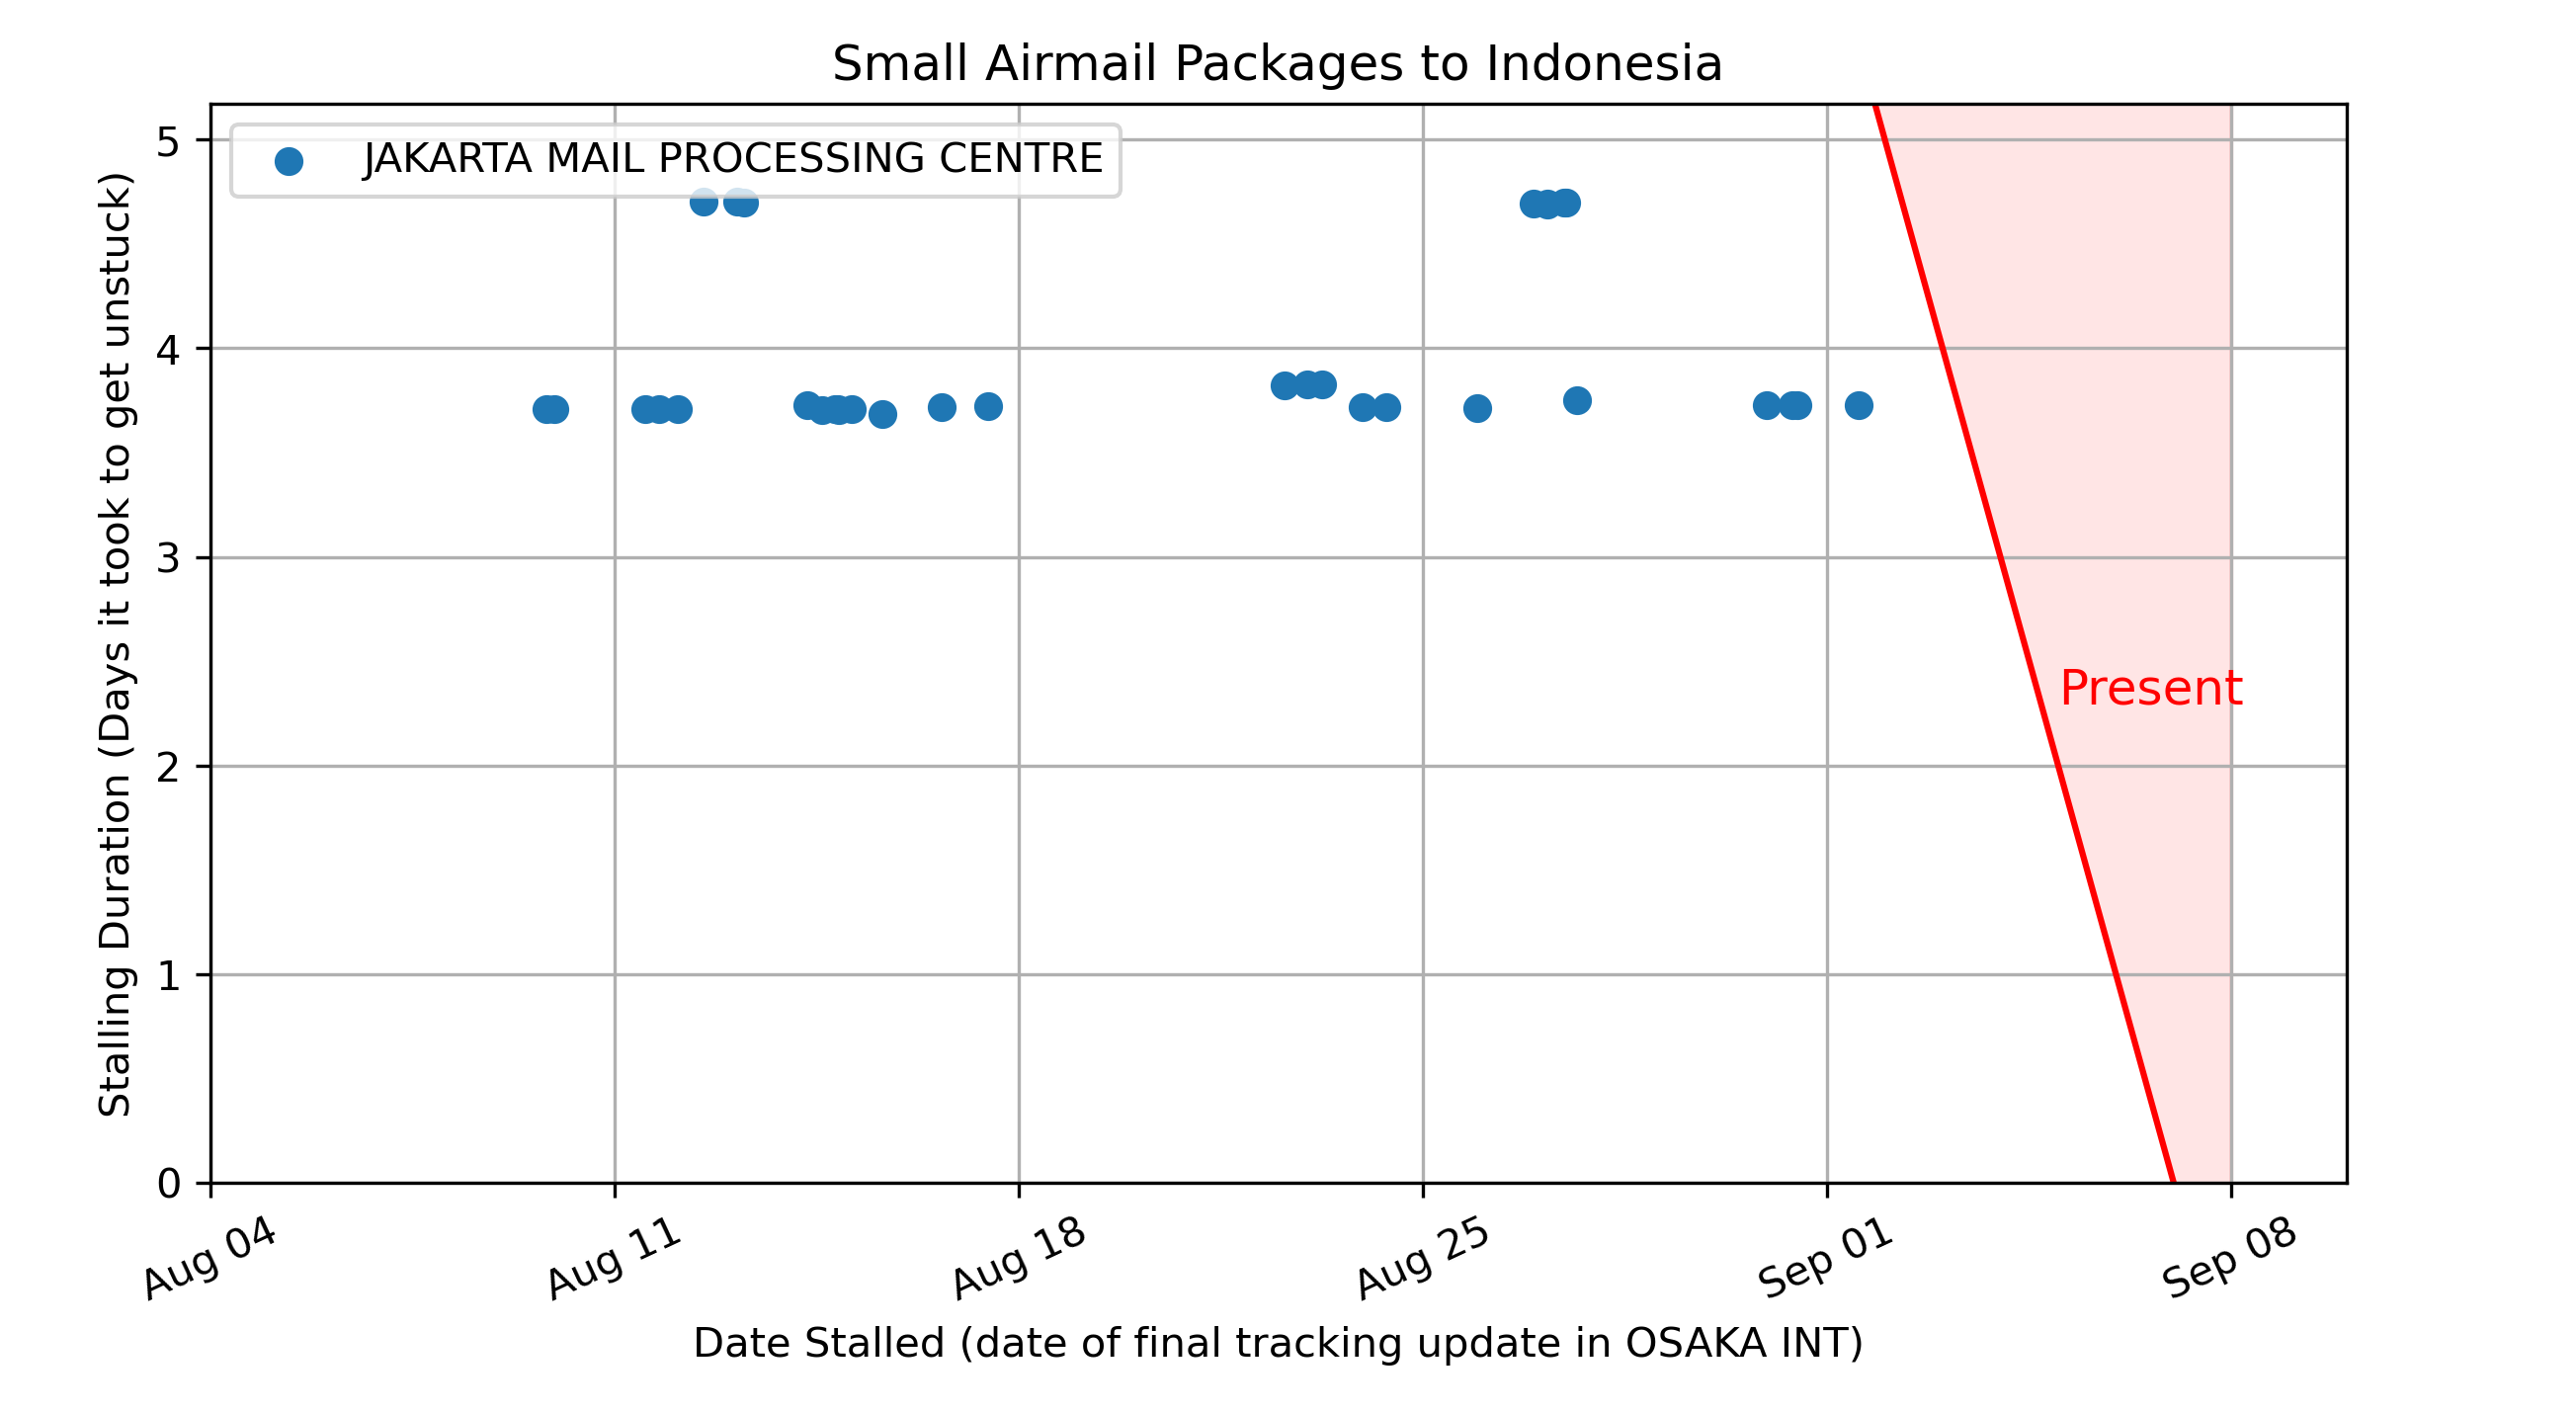 Small Airmail Packages to Indonesia
JAKARTA MAIL PROCESSING CENTRE
Stalling Duration (Days it took to get unstuck)
5
4
3
2
1
0
Present
Aug 04
Aug 11
Aug 18
Aug 25
Sep 01
Sep 08
Date Stalled (date of final tracking update in OSAKA INT)